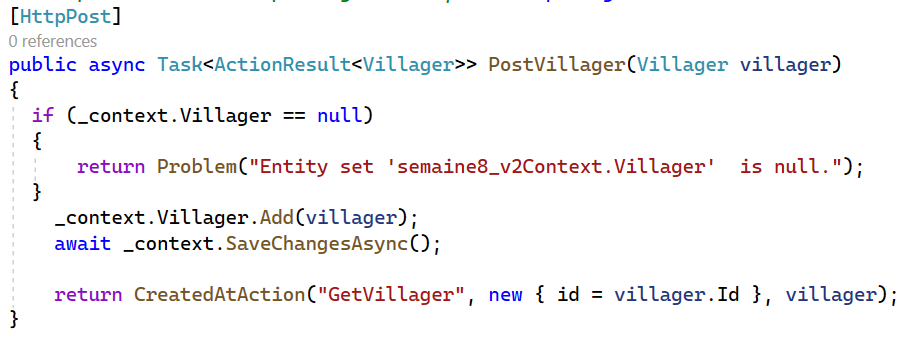 [HttpPost]
0 references
public async Task<ActionResult<Villager>> PostVillager(Villager villager)
{
if (_context.Villager == null)
{
return Problem("Entity set 'semaine8_v2Context.Villager'  is null.");
}
_context.Villager.Add(villager);
await _context.SaveChangesAsync();
return CreatedAtAction("GetVillager", new { id = villager.Id }, villager);
}